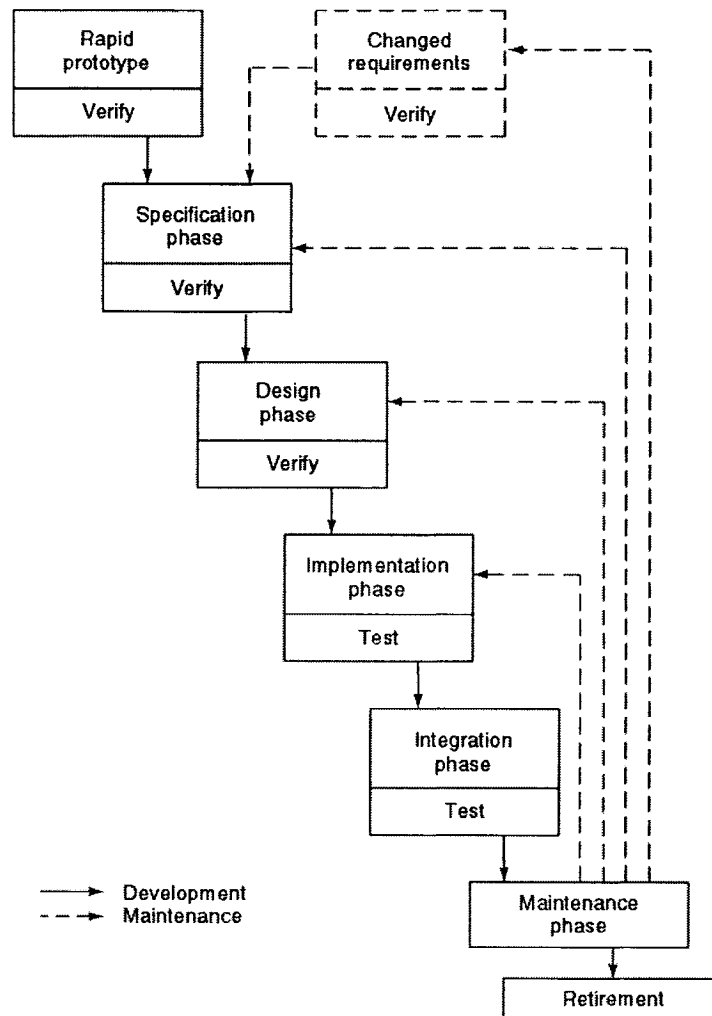 Rapid
prototype
Verify
Changed
requirements
Verify
Specification
phase
Verify
Design
phase
Verify
Implementation
phase
Test
Integration
phase
Test
Development
Maintenance
Maintenance
phase
Retirement